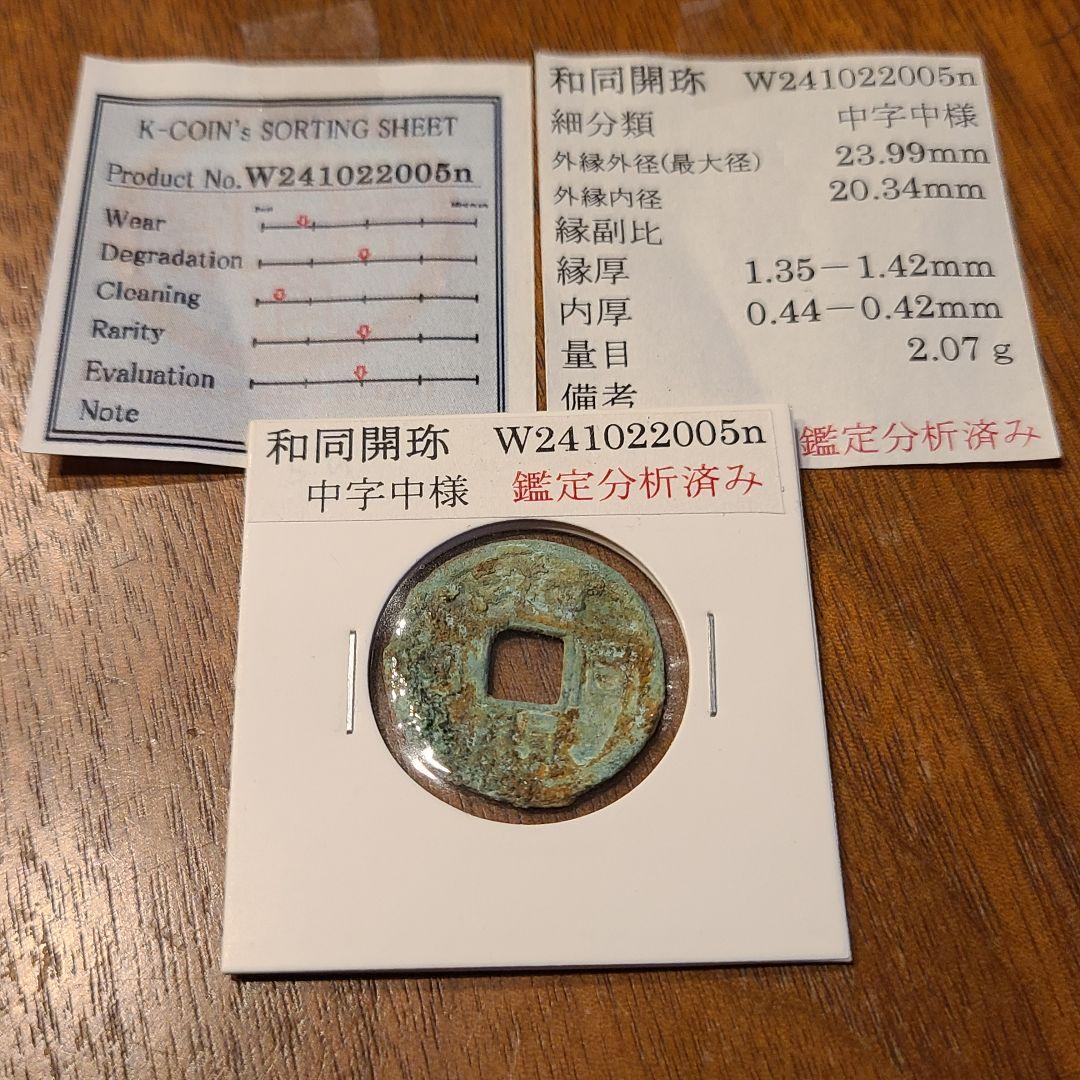 K-COIN's SORTING SHEET
Product No. W241022005n
Wear
Degradation
Cleaning
Rarity
Evaluation
Note
和同開珎 W241022005n
細分類 中字中様
外縁外径(最大径) 23.99mm
外縁内径 20.34mm
縁副比
縁厚 1.35－1.42mm
内厚 0.44－0.42mm
量目 2.07 g
備考
鑑定分析済み
和同開珎 W241022005n
中字中様 鑑定分析済み